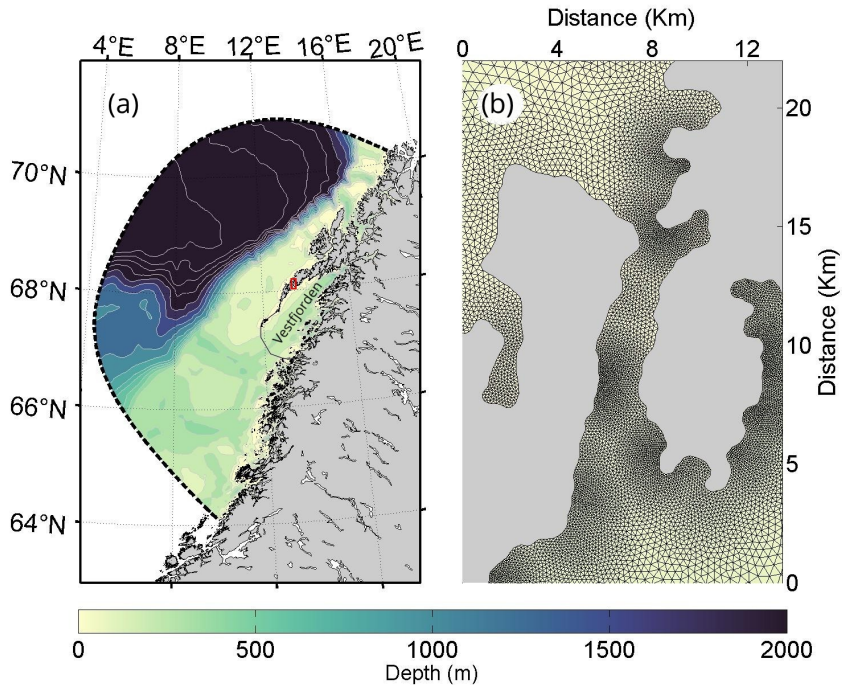 Distance (Km)
4°E 8°E 12°E 16°E 20°E
0 4 8 12
(a)
(b)
70°N
68°N
66°N
64°N
Vestfjorden
20
15
10
5
0
Distance (Km)
0 500 1000 1500 2000
Depth (m)